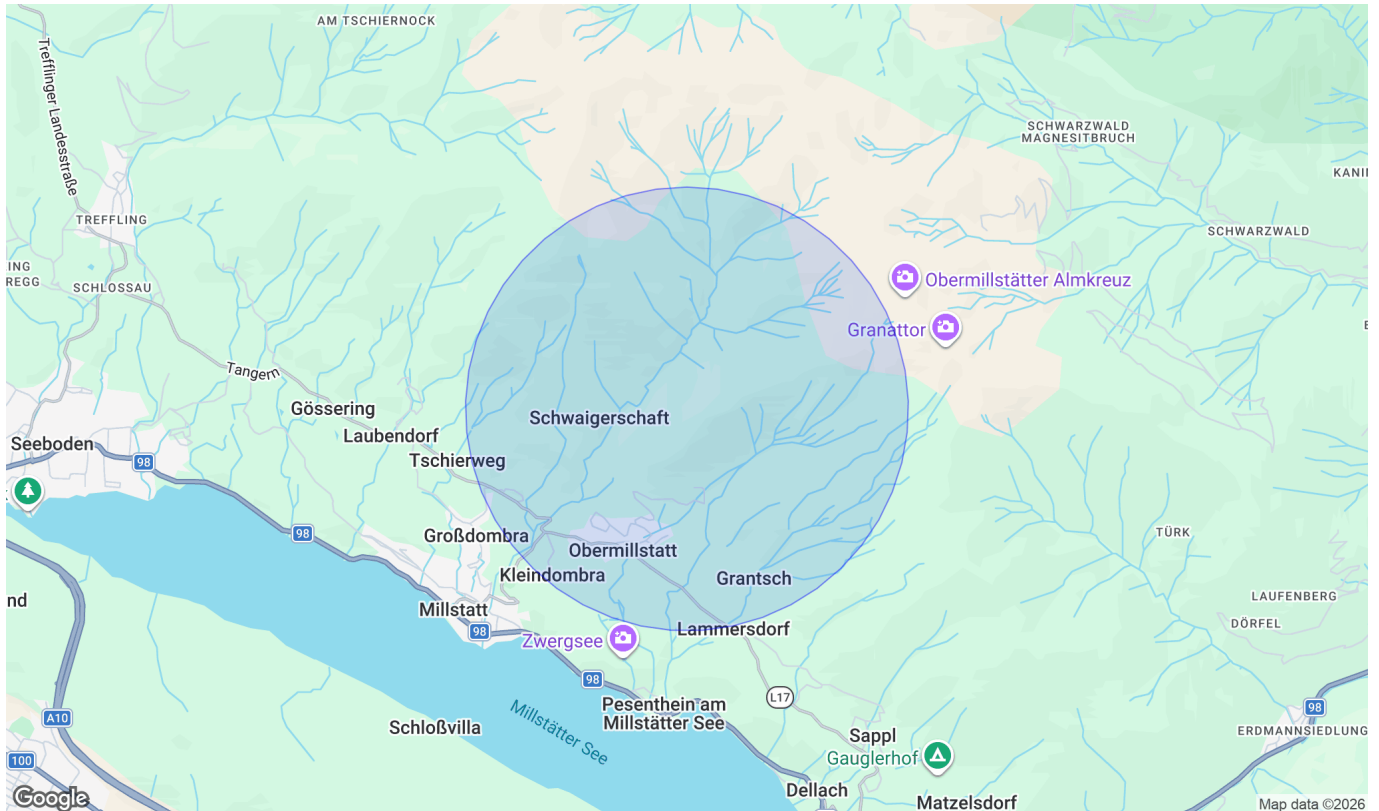 AM TSCHIERNOCK
Trefflinger Landesstraße
SCHWARZWALD
MAGNESITBRUCH
KANI
TREFFLING
SCHWARZWALD
ING
REGG
SCHLOSSAU
Obermillstätter Almkreuz
Granattor
Tangern
Gössering
Schwaigerschaft
Laubendorf
Seeboden
Tschierweg
98
98
Großdombra
TÜRK
Obermillstatt
Kleindombra
Grantsch
nd
LAUFENBERG
Millstatt
DÖRFEL
98
Lammersdorf
Zwergsee
98
L17
Pesenthein am
Millstätter See
98
A10
Schloßvilla
Millstätter See
Sappl
ERDMANNSIEDLUNG
Gauglerhof
100
Dellach
Matzelsdorf
Google
Map data ©2026